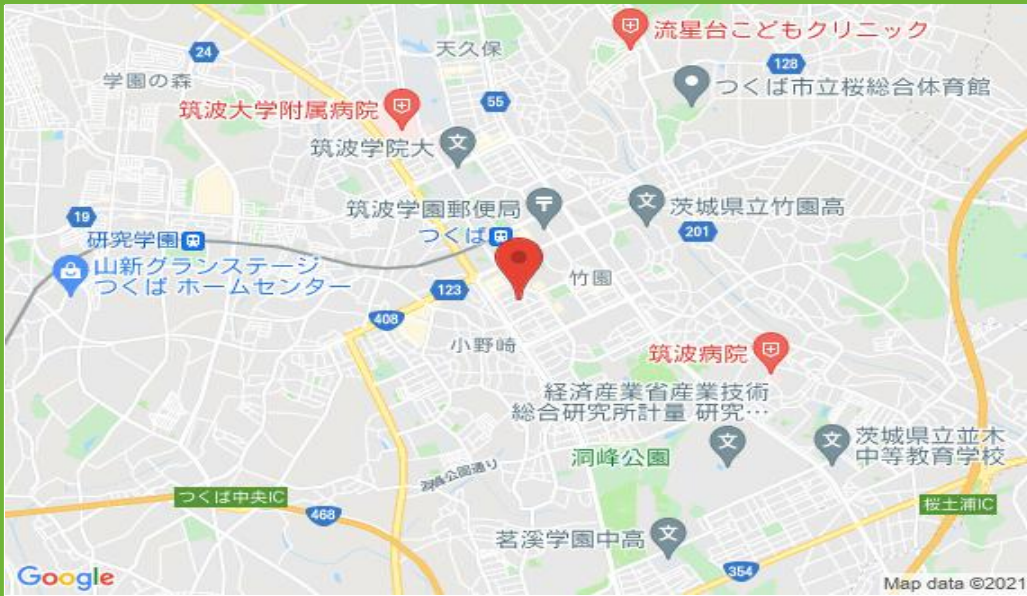 流星台こどもクリニック
天久保
24
128
学園の森
つくば市立桜総合体育館
筑波大学附属病院
55
筑波学院大
筑波学園郵便局
茨城県立竹園高
19
つくば
201
研究学園
山新グランステージ
つくば ホームセンター
竹園
123
408
小野崎
筑波病院
経済産業省産業技術
総合研究所計量 研究…
茨城県立並木
中等教育学校
洞峰公園
洞峰公園通り
つくば中央IC
桜土浦IC
468
茗溪学園中高
354
Google
Map data ©2021